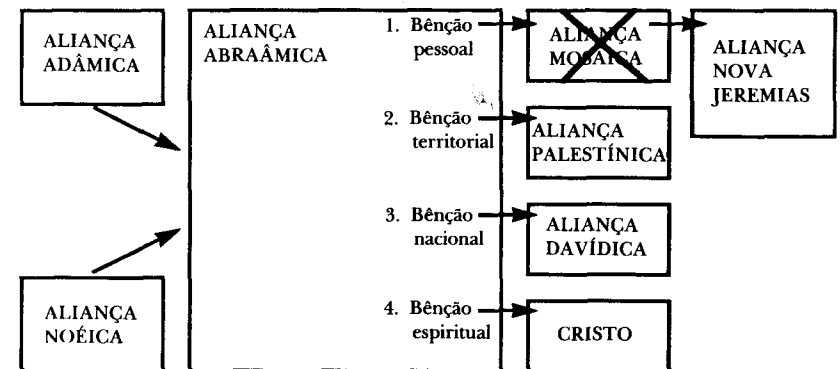 ALIANÇA
ADÂMICA
ALIANÇA
NOÉICA
ALIANÇA
ABRAÂMICA
1. Bênção
pessoal
2. Bênção
territorial
3. Bênção
nacional
4. Bênção
espiritual
ALIANÇA
MOSAICA
ALIANÇA
NOVA
JEREMIAS
ALIANÇA
PALESTÍNICA
ALIANÇA
DAVÍDICA
CRISTO